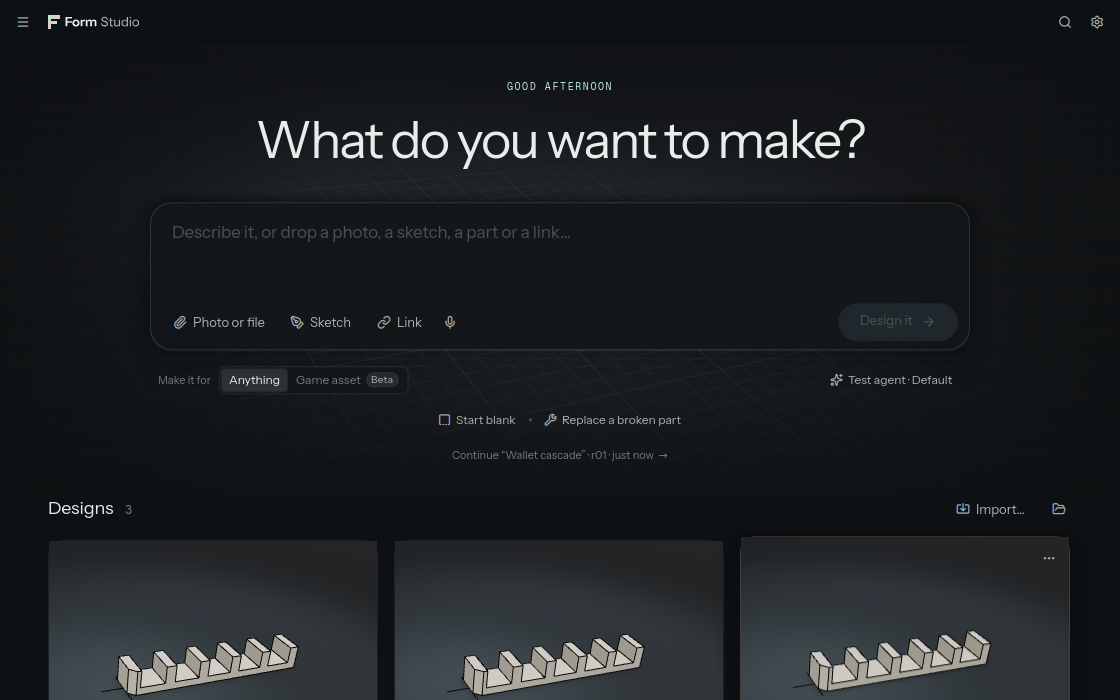 Form Studio
GOOD AFTERNOON
What do you want to make?
Describe it, or drop a photo, a sketch, a part or a link...
Photo or file
Sketch
Link
Design it →
Make it for
Anything
Game asset
Beta
Test agent · Default
Start blank
•
Replace a broken part
Continue “Wallet cascade” · r01 · just now →
Designs 3
Import...